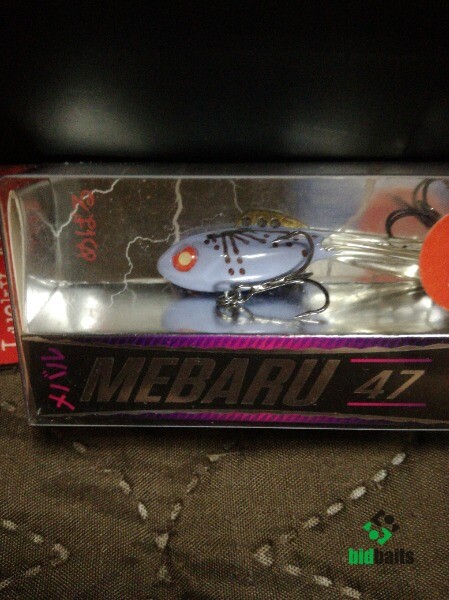 メバル
MEBARU 47
bidbaits